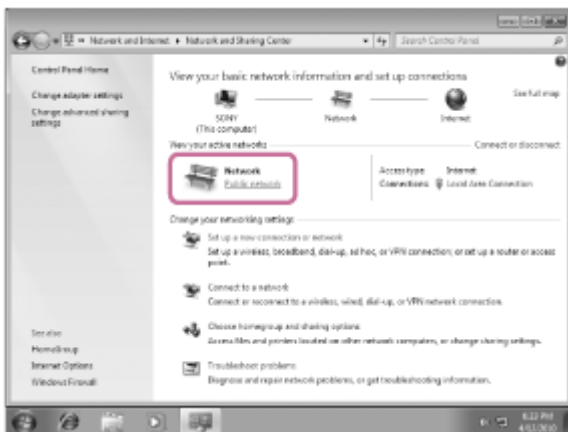 Network and Internet ▸ Network and Sharing Center
Search Control Panel
Control Panel Home
Change adapter settings
Change advanced sharing
settings
See also
HomeGroup
Internet Options
Windows Firewall
View your basic network information and set up connections
See full map
SONY
(This computer)
Network
Internet
View your active networks
Connect or disconnect
Network
Public network
Access type: Internet
Connections: Local Area Connection
Change your networking settings
Set up a new connection or network
Set up a wireless, broadband, dial-up, ad hoc, or VPN connection; or set up a router or access
point.
Connect to a network
Connect or reconnect to a wireless, wired, dial-up, or VPN network connection.
Choose homegroup and sharing options
Access files and printers located on other network computers, or change sharing settings.
Troubleshoot problems
Diagnose and repair network problems, or get troubleshooting information.
6:23 PM